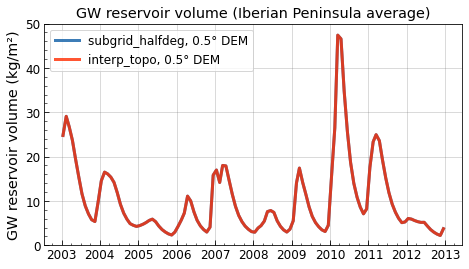 GW reservoir volume (Iberian Peninsula average)
GW reservoir volume (kg/m²)
50
40
30
20
10
0
subgrid_halfdeg, 0.5° DEM
interp_topo, 0.5° DEM
2003 2004 2005 2006 2007 2008 2009 2010 2011 2012 2013